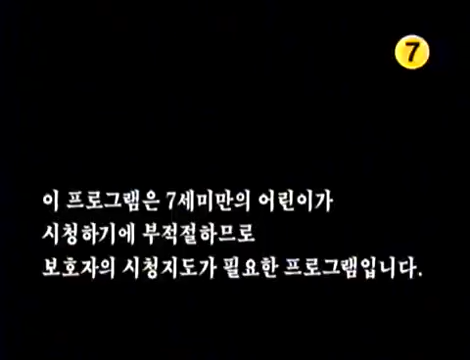 7
이 프로그램은 7세미만의 어린이가
시청하기에 부적절하므로
보호자의 시청지도가 필요한 프로그램입니다.